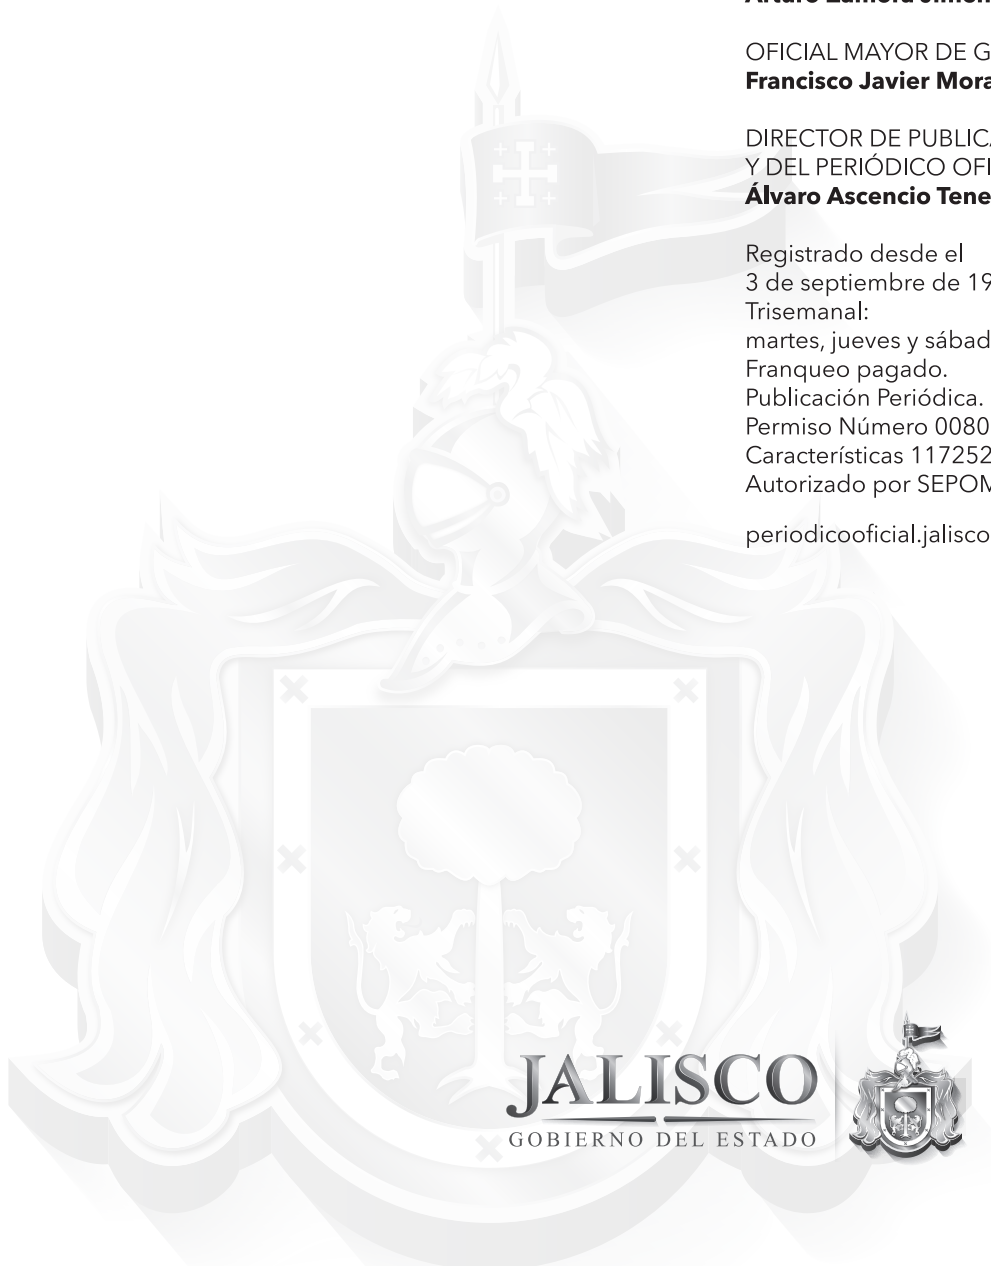 OFICIAL MAYOR DE G
Francisco Javier Mora
DIRECTOR DE PUBLICA
Y DEL PERIÓDICO OFI
Álvaro Ascencio Tene
Registrado desde el
3 de septiembre de 19
Trisemanal:
martes, jueves y sábad
Franqueo pagado.
Publicación Periódica.
Permiso Número 0080
Características 117252
Autorizado por SEPOM
periodicooficial.jalisco
JALISCO
GOBIERNO DEL ESTADO